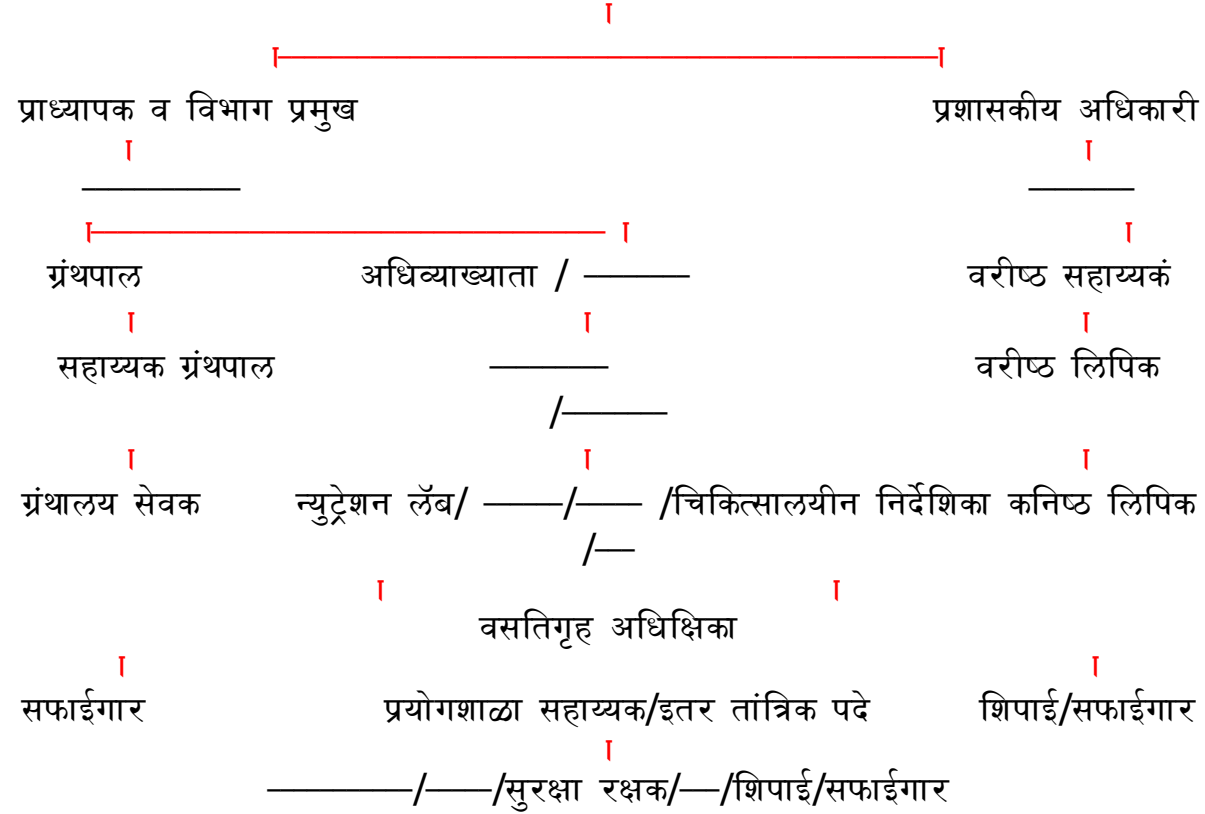 प्राध्यापक व विभाग प्रमुख प्रशासकीय अधिकारी
ग्रंथपाल अधिव्याख्याता / वरीष्ठ सहाय्यकं
सहाय्यक ग्रंथपाल वरीष्ठ लिपिक
/
ग्रंथालय सेवक न्युट्रेशन लॅब/ / /चिकित्सालयीन निर्देशिका कनिष्ठ लिपिक
/
वसतिगृह अधिक्षिका
सफाईगार प्रयोगशाळा सहाय्यक/इतर तांत्रिक पदे शिपाई/सफाईगार
/ /सुरक्षा रक्षक/ /शिपाई/सफाईगार